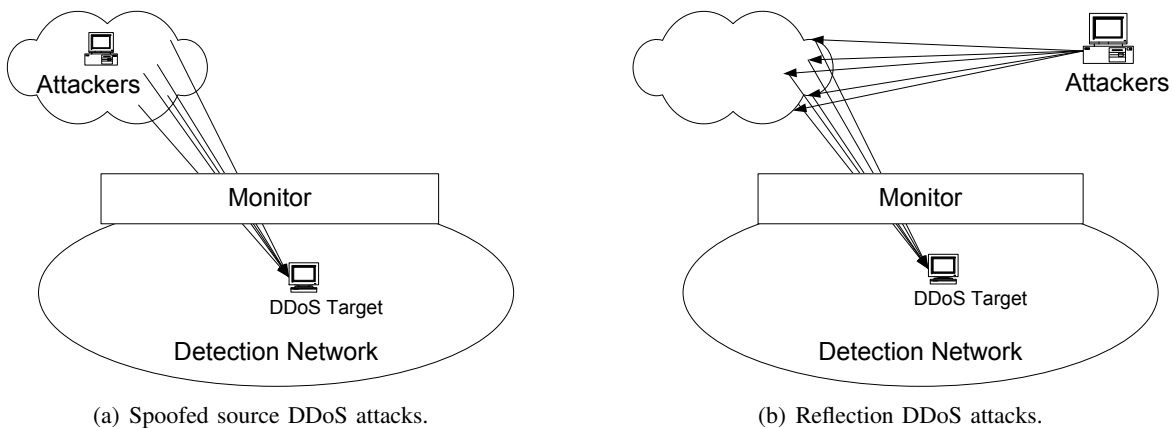 Attackers
Monitor
DDoS Target
Detection Network
(a) Spoofed source DDoS attacks.
Attackers
Monitor
DDoS Target
Detection Network
(b) Reflection DDoS attacks.